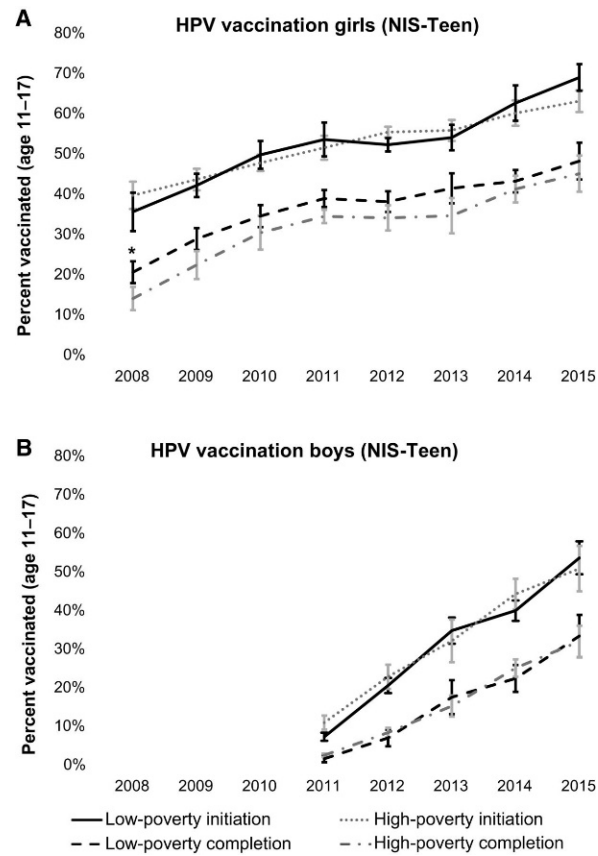 A
HPV vaccination girls (NIS-Teen)
Percent vaccinated (age 11–17)
80%
70%
60%
50%
40%
30%
20%
10%
0%
*
2008 2009 2010 2011 2012 2013 2014 2015
B
HPV vaccination boys (NIS-Teen)
Percent vaccinated (age 11–17)
80%
70%
60%
50%
40%
30%
20%
10%
0%
2008 2009 2010 2011 2012 2013 2014 2015
Low-poverty initiation High-poverty initiation
Low-poverty completion High-poverty completion